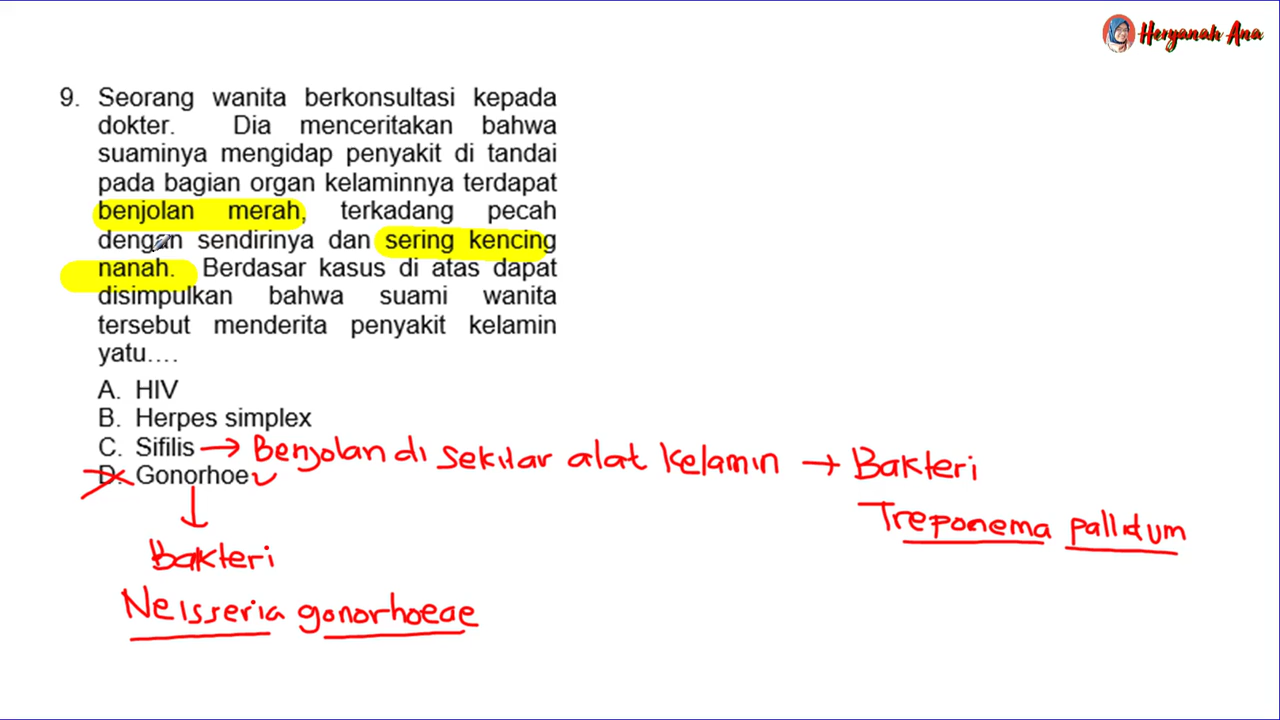 Heryanah Ana
9. Seorang wanita berkonsultasi kepada
dokter. Dia menceritakan bahwa
suaminya mengidap penyakit di tandai
pada bagian organ kelaminnya terdapat
benjolan merah, terkadang pecah
dengan sendirinya dan sering kencing
nanah. Berdasar kasus di atas dapat
disimpulkan bahwa suami wanita
tersebut menderita penyakit kelamin
yatu....
A. HIV
B. Herpes simplex
C. Sifilis → Benjolan di sekitar alat kelamin → Bakteri
Treponema pallidum
D. Gonorhoe
Bakteri
Neisseria gonorhoeae